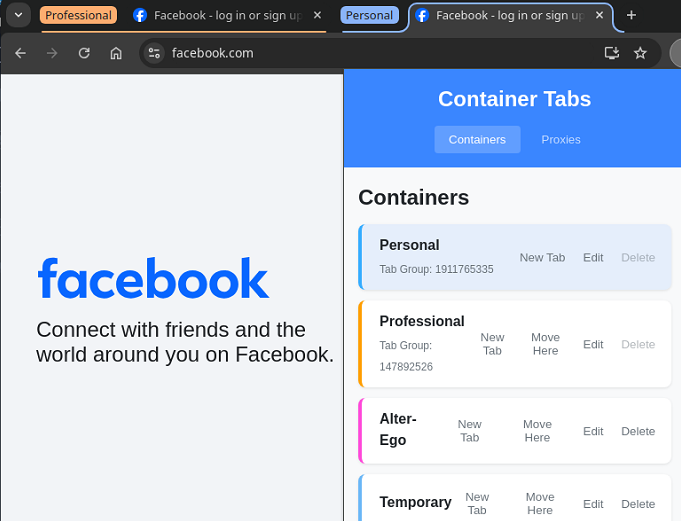 Professional
Facebook - log in or sign up
Personal
Facebook - log in or sign up
facebook.com
Container Tabs
Containers
Proxies
facebook
Connect with friends and the
world around you on Facebook.
Containers
Personal
Tab Group: 1911765335
New Tab
Edit
Delete
Professional
Tab Group:
147892526
New
Tab
Move
Here
Edit
Delete
Alter-
Ego
New
Tab
Move
Here
Edit
Delete
Temporary
New
Tab
Move
Here
Edit
Delete